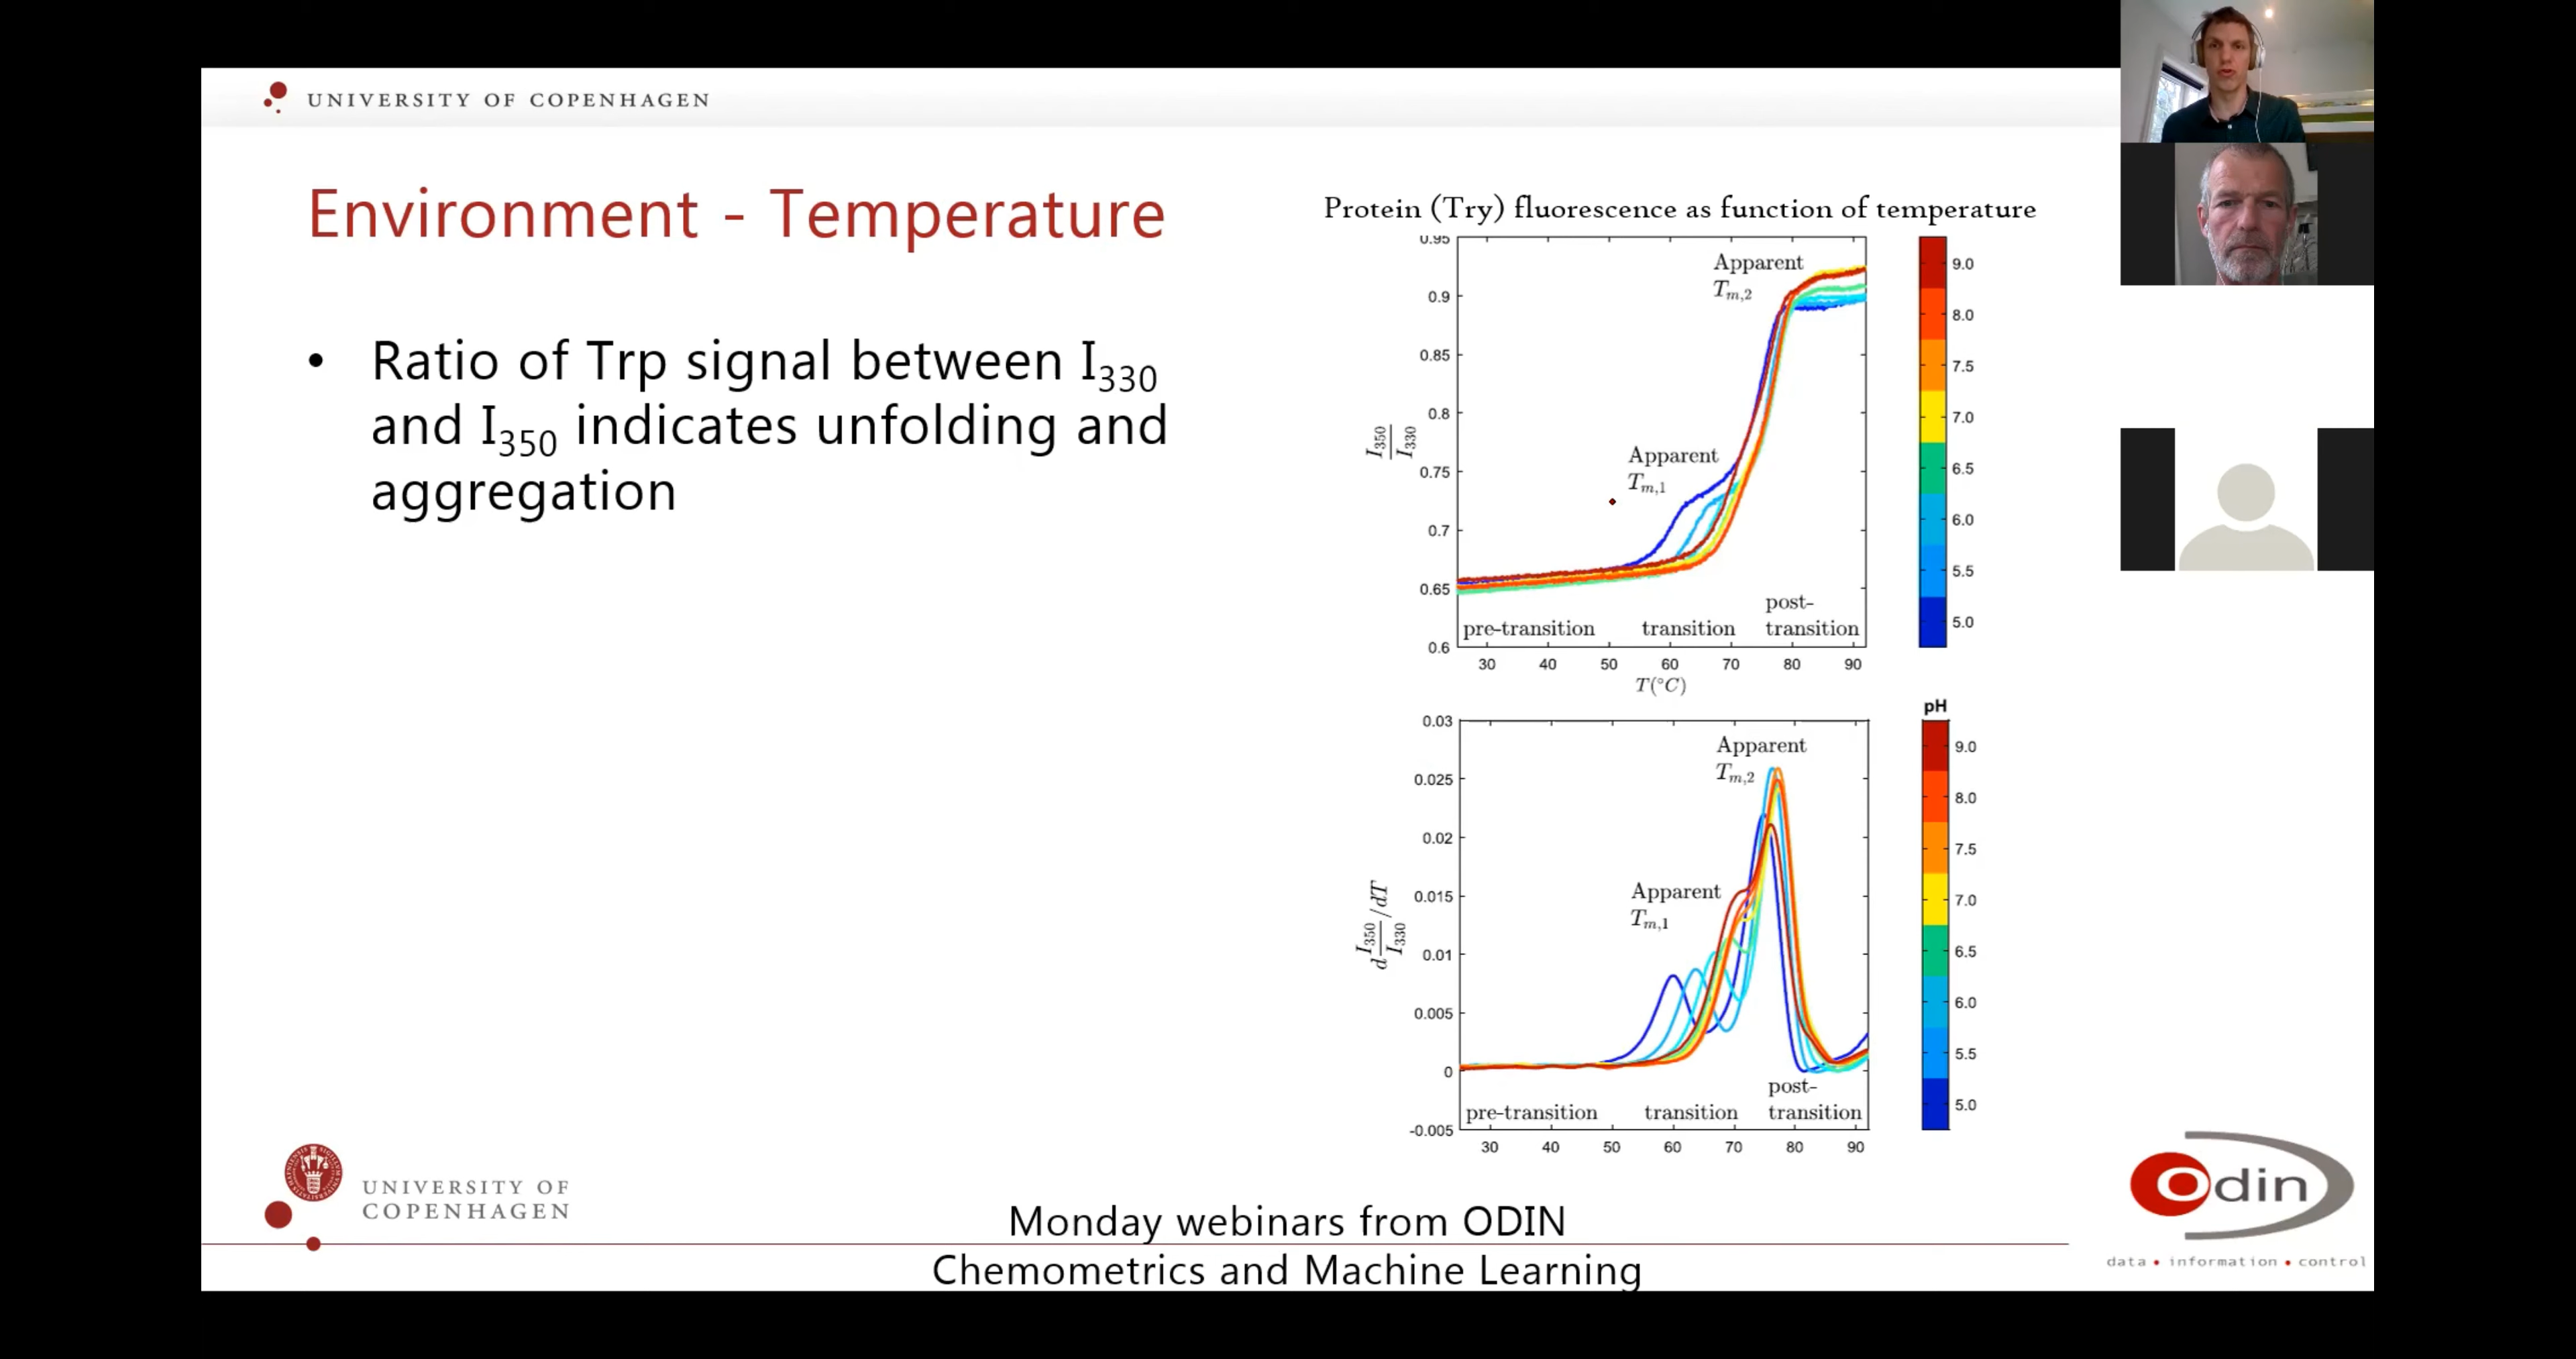 UNIVERSITY OF COPENHAGEN
Environment - Temperature
• Ratio of Trp signal between I330
and I350 indicates unfolding and
aggregation
Protein (Try) fluorescence as function of temperature
0.95
0.9
0.85
0.8
0.75
0.7
0.65
0.6
I350
I330
Apparent
Tm,2
Apparent
Tm,1
pre-transition
transition
post-
transition
30 40 50 60 70 80 90
T(°C)
9.0
8.0
7.5
7.0
6.5
6.0
5.5
5.0
0.03
0.025
0.02
0.015
0.01
0.005
0
-0.005
d I350/I330 /dT
Apparent
Tm,2
Apparent
Tm,1
pre-transition
transition
post-
transition
30 40 50 60 70 80 90
pH
9.0
8.0
7.5
7.0
6.5
6.0
5.5
5.0
UNIVERSITY OF
COPENHAGEN
Monday webinars from ODIN
Chemometrics and Machine Learning
Odin
data • information • control